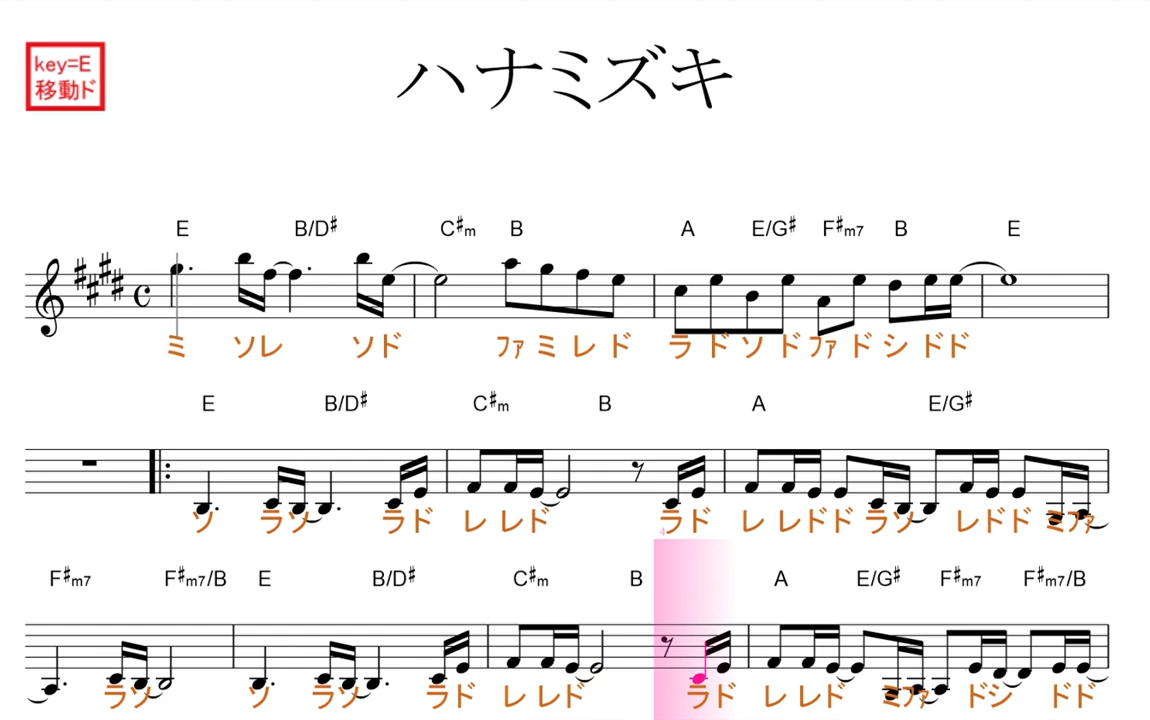 key=E
移動ド
ハナミズキ
E B/D♯ C♯m B A E/G♯ F♯m7 B E
ミ ソレ ソド ファ ミ レ ド ラ ド ソ ド ファ ド シ ドド
E B/D♯ C♯m B A E/G♯
ソ ラソ ラド レ レド ラド レ レドド ラソ レドド ミファ
F♯m7 F♯m7/B E B/D♯ C♯m B A E/G♯ F♯m7 F♯m7/B
ラソ ソ ラソ ラド レ レド ラド レ レド ミファ ドシ ドド